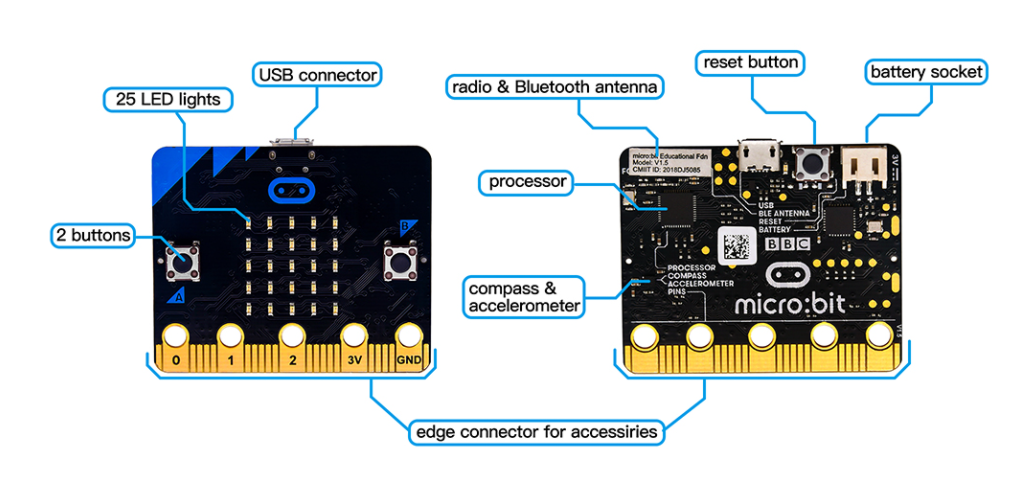 USB connector
25 LED lights
2 buttons
A
B
0
1
2
3V
GND
radio & Bluetooth antenna
reset button
battery socket
processor
compass &
accelerometer
micro:bit Educational Fdn
Model: V1.5
CMIIT ID: 2018DJ5085
3V
USB
BLE ANTENNA
RESET
BATTERY
BBC
PROCESSOR
COMPASS
ACCELEROMETER
PINS
micro:bit
V1.5
edge connector for accessiries